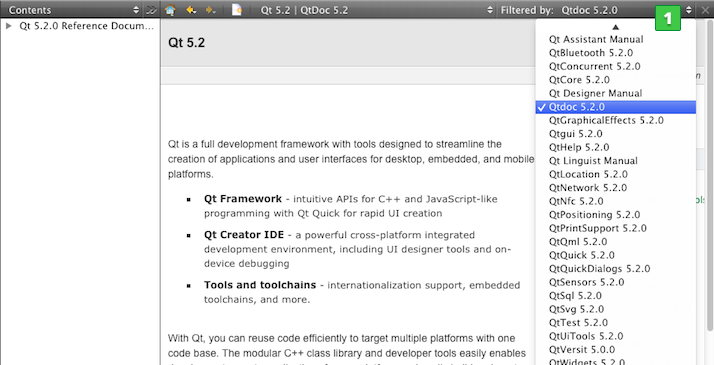 Contents
Qt 5.2 | QtDoc 5.2
Filtered by:
Qtdoc 5.2.0
1
Qt 5.2.0 Reference Docum...
Qt 5.2
Qt is a full development framework with tools designed to streamline the
creation of applications and user interfaces for desktop, embedded, and mobile
platforms.
Qt Framework - intuitive APIs for C++ and JavaScript-like
programming with Qt Quick for rapid UI creation
Qt Creator IDE - a powerful cross-platform integrated
development environment, including UI designer tools and on-
device debugging
Tools and toolchains - internationalization support, embedded
toolchains, and more.
With Qt, you can reuse code efficiently to target multiple platforms with one
code base. The modular C++ class library and developer tools easily enables
Qt Assistant Manual
QtBluetooth 5.2.0
QtConcurrent 5.2.0
QtCore 5.2.0
Qt Designer Manual
✓ Qtdoc 5.2.0
QtGraphicalEffects 5.2.0
Qtgui 5.2.0
QtHelp 5.2.0
Qt Linguist Manual
QtLocation 5.2.0
QtNetwork 5.2.0
QtNfc 5.2.0
QtPositioning 5.2.0
QtPrintSupport 5.2.0
QtQml 5.2.0
QtQuick 5.2.0
QtQuickDialogs 5.2.0
QtSensors 5.2.0
QtSql 5.2.0
QtSvg 5.2.0
QtTest 5.2.0
QtUiTools 5.2.0
QtVersit 5.0.0
QtWidgets 5.2.0